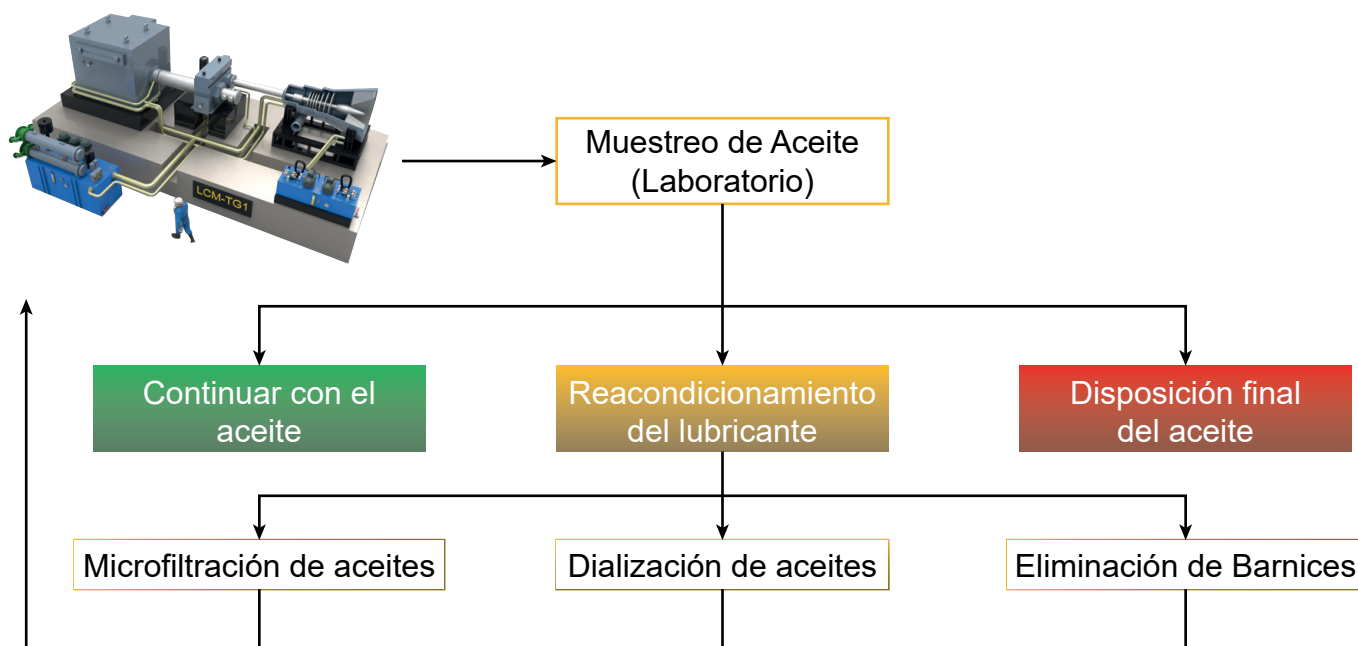 LCM-TG1
Muestreo de Aceite
(Laboratorio)
Continuar con el
aceite
Reacondicionamiento
del lubricante
Disposición final
del aceite
Microfiltración de aceites
Dialización de aceites
Eliminación de Barnices